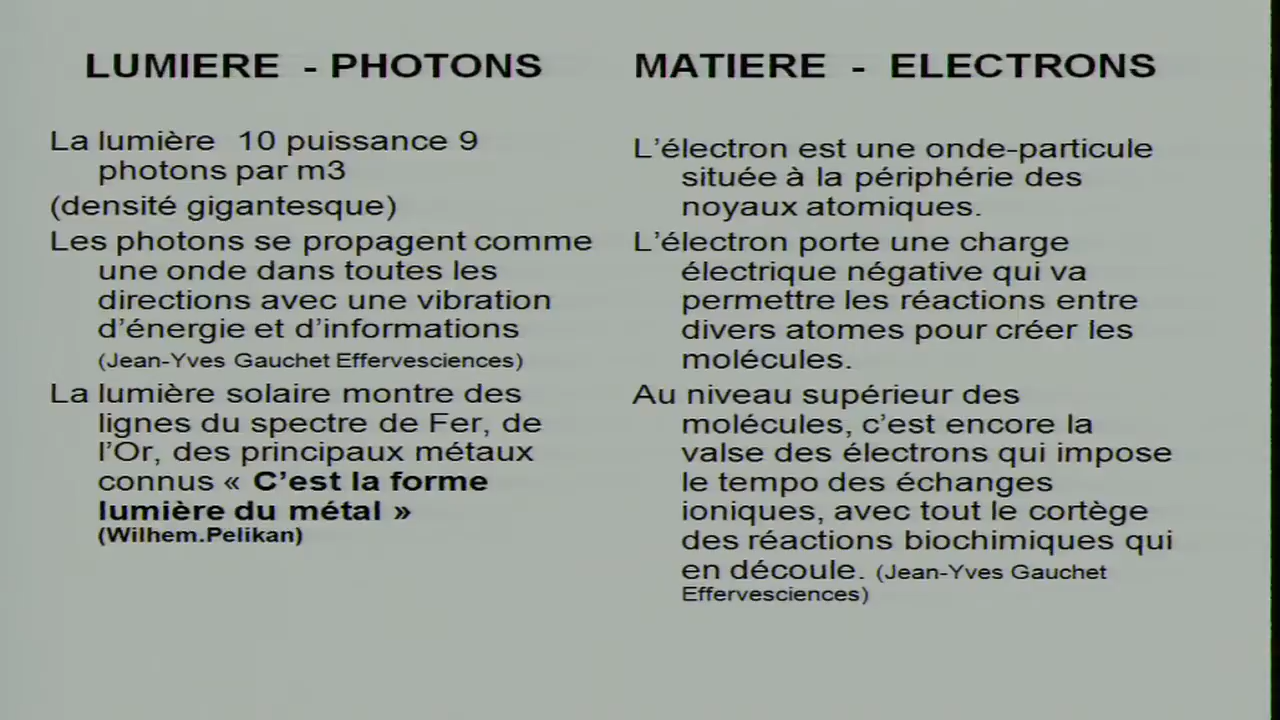 LUMIERE - PHOTONS
La lumière 10 puissance 9
photons par m3
(densité gigantesque)
Les photons se propagent comme
une onde dans toutes les
directions avec une vibration
d'énergie et d'informations
(Jean-Yves Gauchet Effervesciences)
La lumière solaire montre des
lignes du spectre de Fer, de
l'Or, des principaux métaux
connus « C'est la forme
lumière du métal »
(Wilhem.Pelikan)
MATIERE - ELECTRONS
L'électron est une onde-particule
située à la périphérie des
noyaux atomiques.
L'électron porte une charge
électrique négative qui va
permettre les réactions entre
divers atomes pour créer les
molécules.
Au niveau supérieur des
molécules, c'est encore la
valse des électrons qui impose
le tempo des échanges
ioniques, avec tout le cortège
des réactions biochimiques qui
en découle. (Jean-Yves Gauchet
Effervesciences)